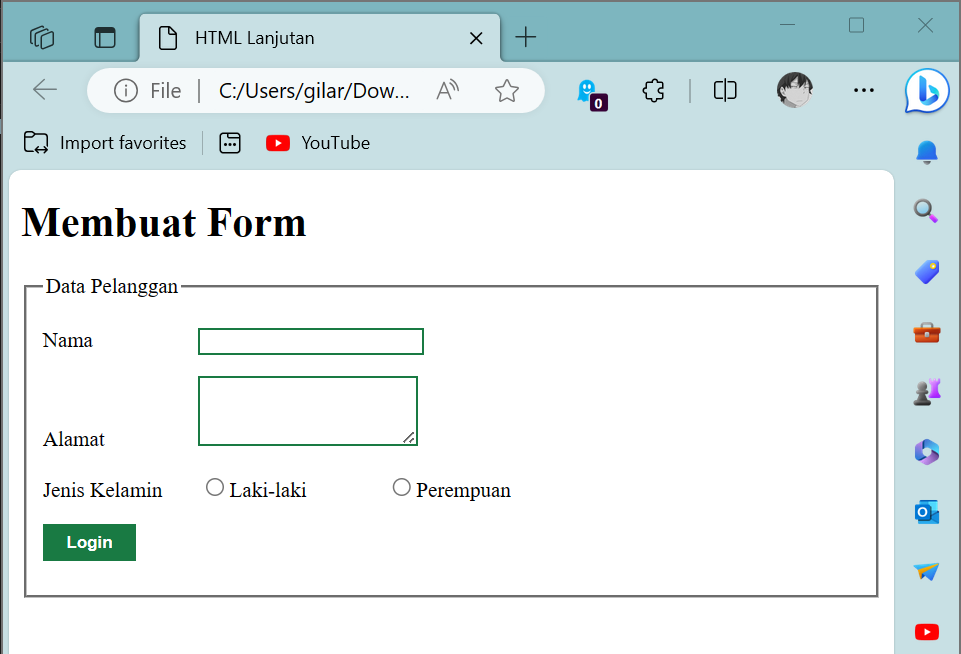 HTML Lanjutan
File C:/Users/gilar/Dow...
0
Import favorites YouTube
Membuat Form
Data Pelanggan
Nama
Alamat
Jenis Kelamin Laki-laki Perempuan
Login